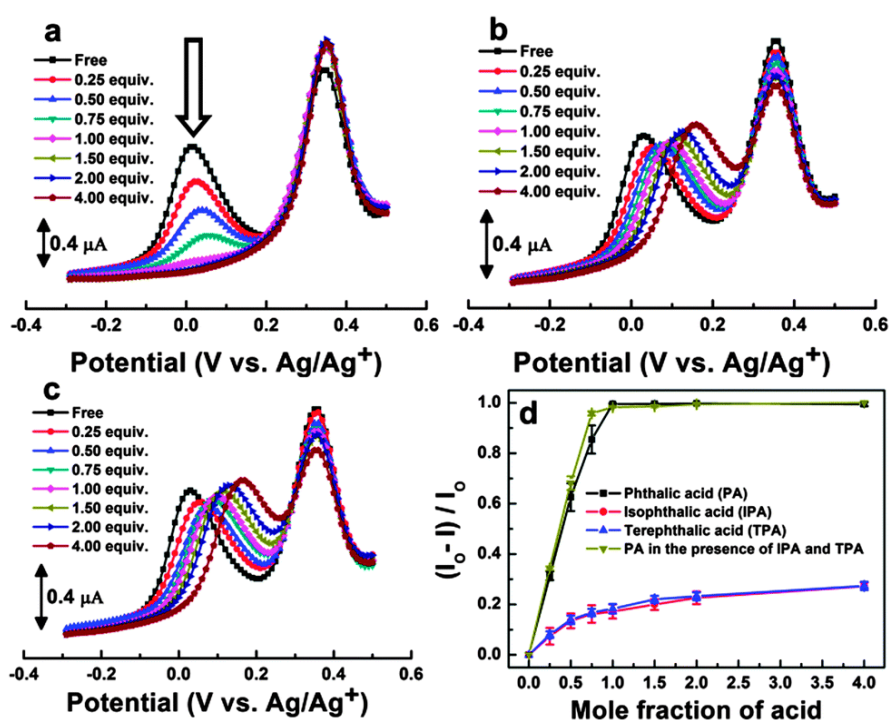 a
Free
0.25 equiv.
0.50 equiv.
0.75 equiv.
1.00 equiv.
1.50 equiv.
2.00 equiv.
4.00 equiv.
0.4 µA
-0.4 -0.2 0.0 0.2 0.4 0.6
Potential (V vs. Ag/Ag+)
b
Free
0.25 equiv.
0.50 equiv.
0.75 equiv.
1.00 equiv.
1.50 equiv.
2.00 equiv.
4.00 equiv.
0.4 µA
-0.4 -0.2 0.0 0.2 0.4 0.6
Potential (V vs. Ag/Ag+)
c
Free
0.25 equiv.
0.50 equiv.
0.75 equiv.
1.00 equiv.
1.50 equiv.
2.00 equiv.
4.00 equiv.
0.4 µA
-0.4 -0.2 0.0 0.2 0.4 0.6
Potential (V vs. Ag/Ag+)
d
1.0
0.8
0.6
0.4
0.2
0.0
(Io - I) / Io
Phthalic acid (PA)
Isophthalic acid (IPA)
Terephthalic acid (TPA)
PA in the presence of IPA and TPA
0.0 0.5 1.0 1.5 2.0 2.5 3.0 3.5 4.0
Mole fraction of acid